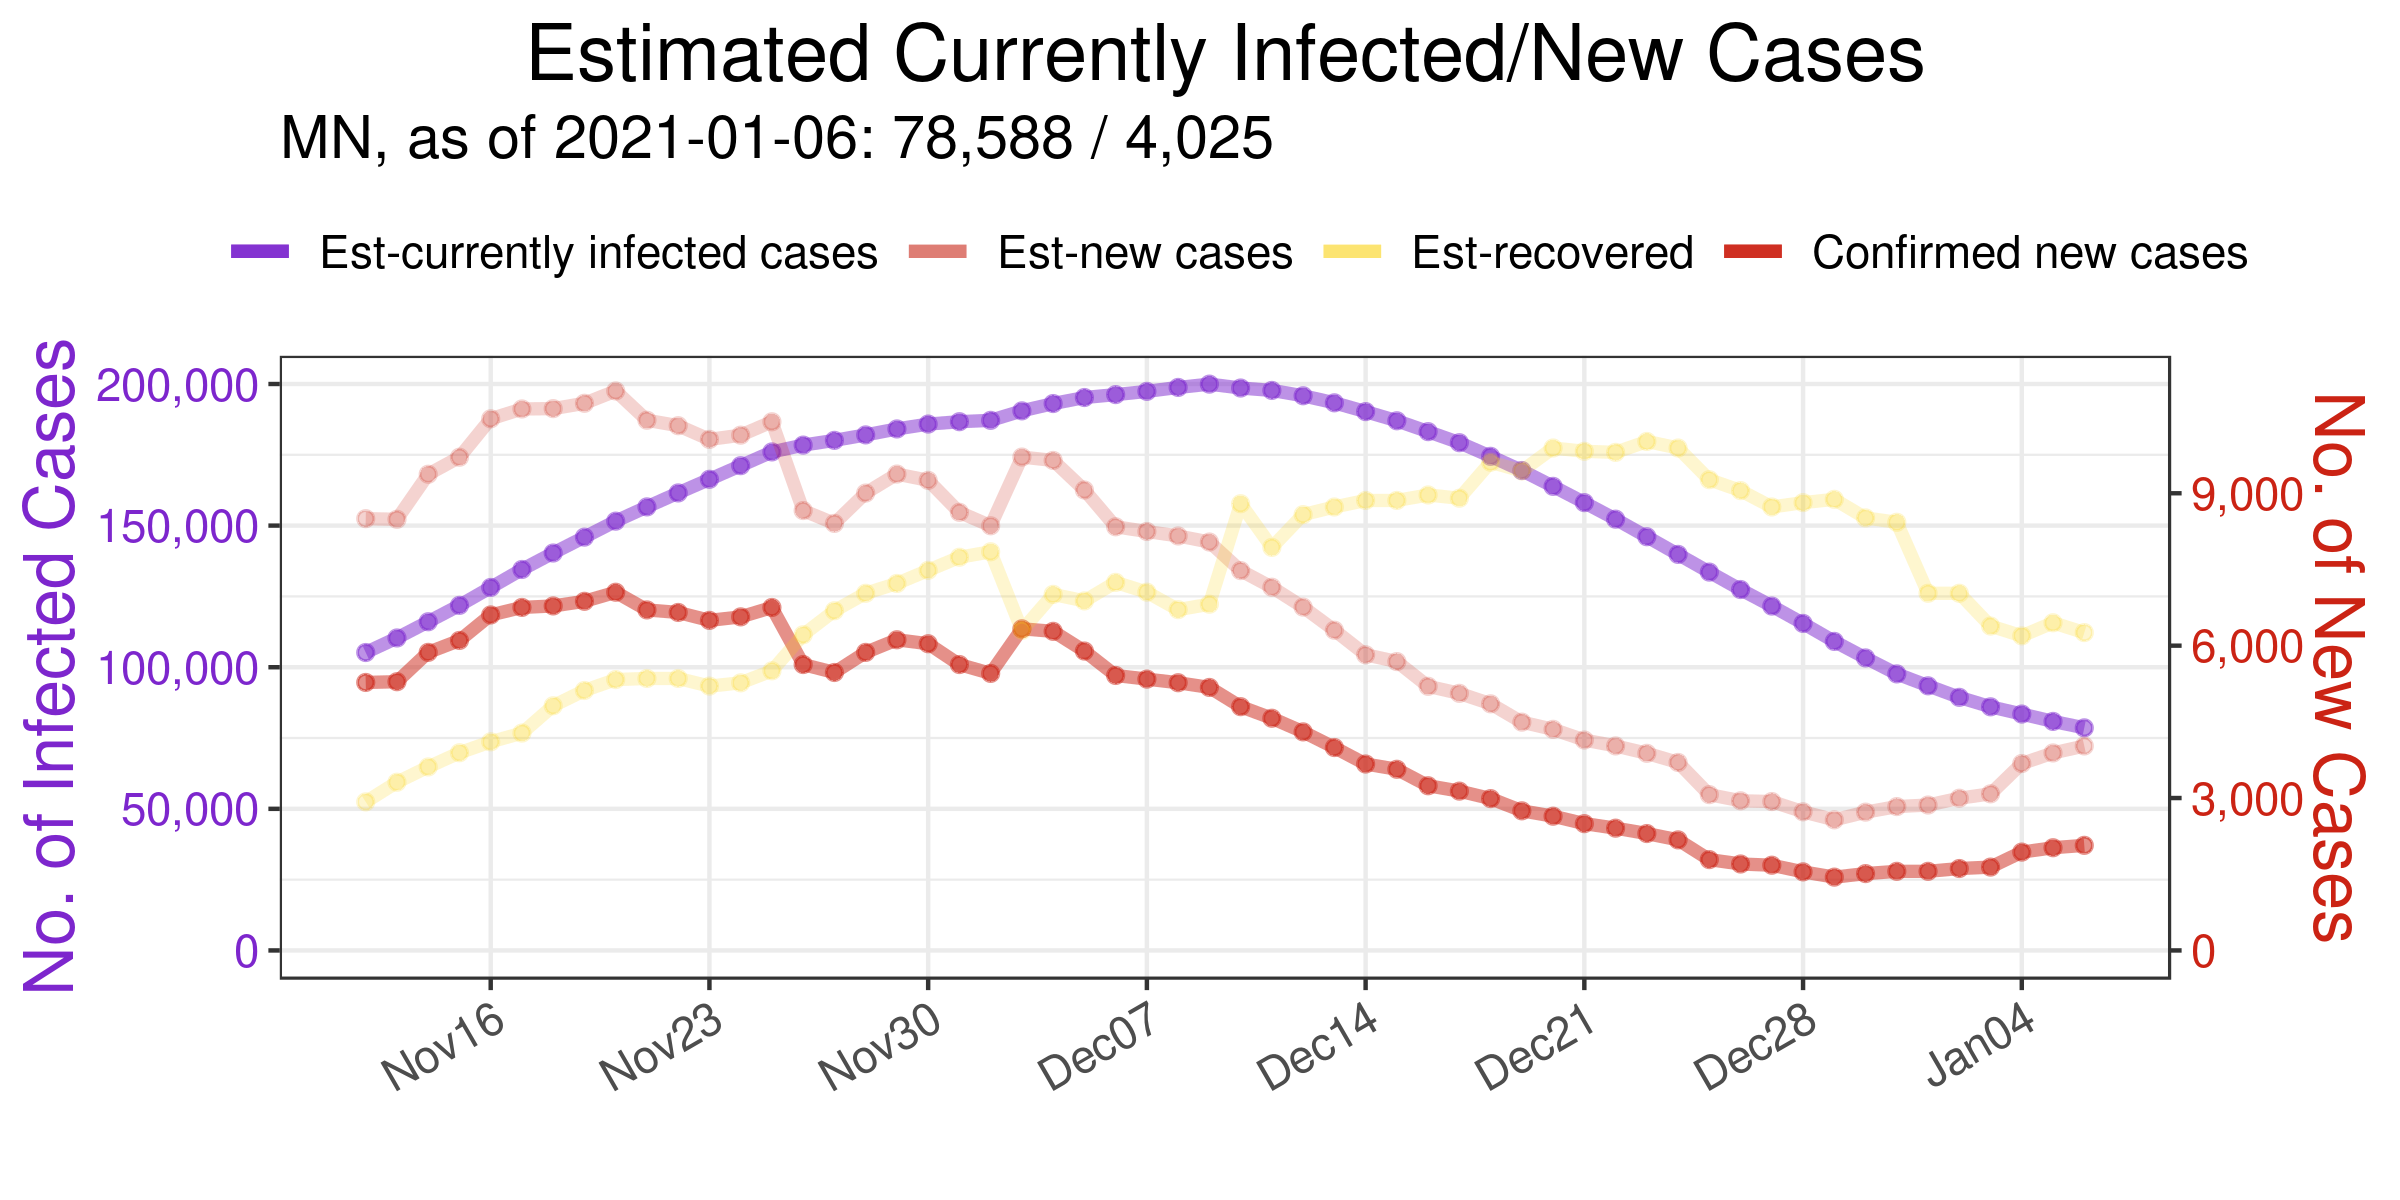 Estimated Currently Infected/New Cases
MN, as of 2021-01-06: 78,588 / 4,025
Est-currently infected cases Est-new cases Est-recovered Confirmed new cases
No. of Infected Cases
200,000
150,000
100,000
50,000
0
No. of New Cases
9,000
6,000
3,000
0
Nov16 Nov23 Nov30 Dec07 Dec14 Dec21 Dec28 Jan04